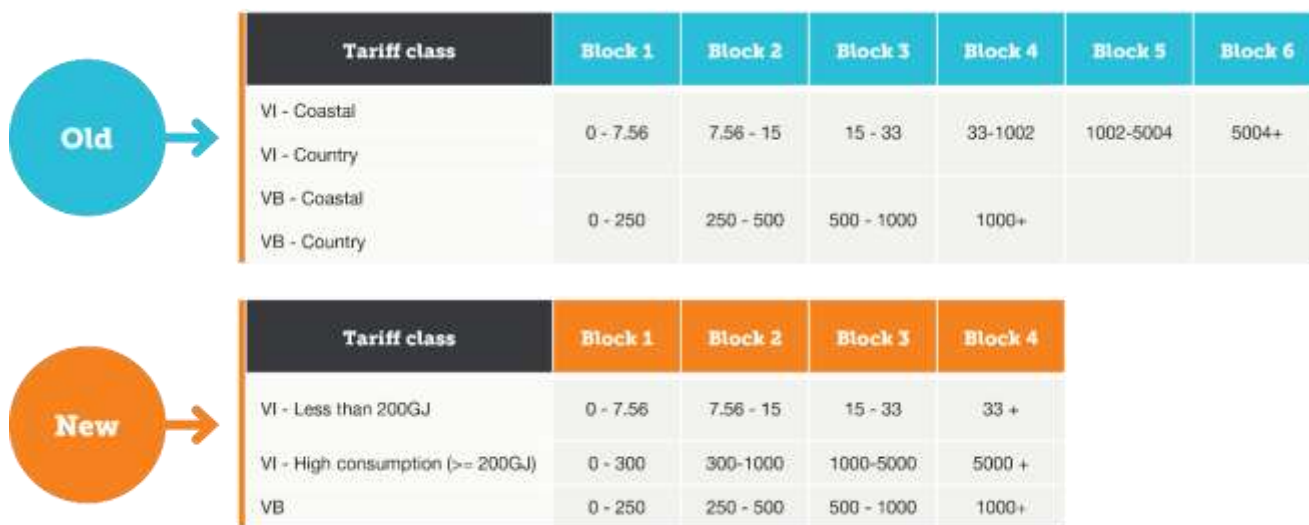 Old
Tariff class Block 1 Block 2 Block 3 Block 4 Block 5 Block 6
VI - Coastal
VI - Country
0 - 7.56 7.56 - 15 15 - 33 33-1002 1002-5004 5004+
VB - Coastal
VB - Country
0 - 250 250 - 500 500 - 1000 1000+
New
Tariff class Block 1 Block 2 Block 3 Block 4
VI - Less than 200GJ 0 - 7.56 7.56 - 15 15 - 33 33 +
VI - High consumption (>= 200GJ) 0 - 300 300-1000 1000-5000 5000 +
VB 0 - 250 250 - 500 500 - 1000 1000+